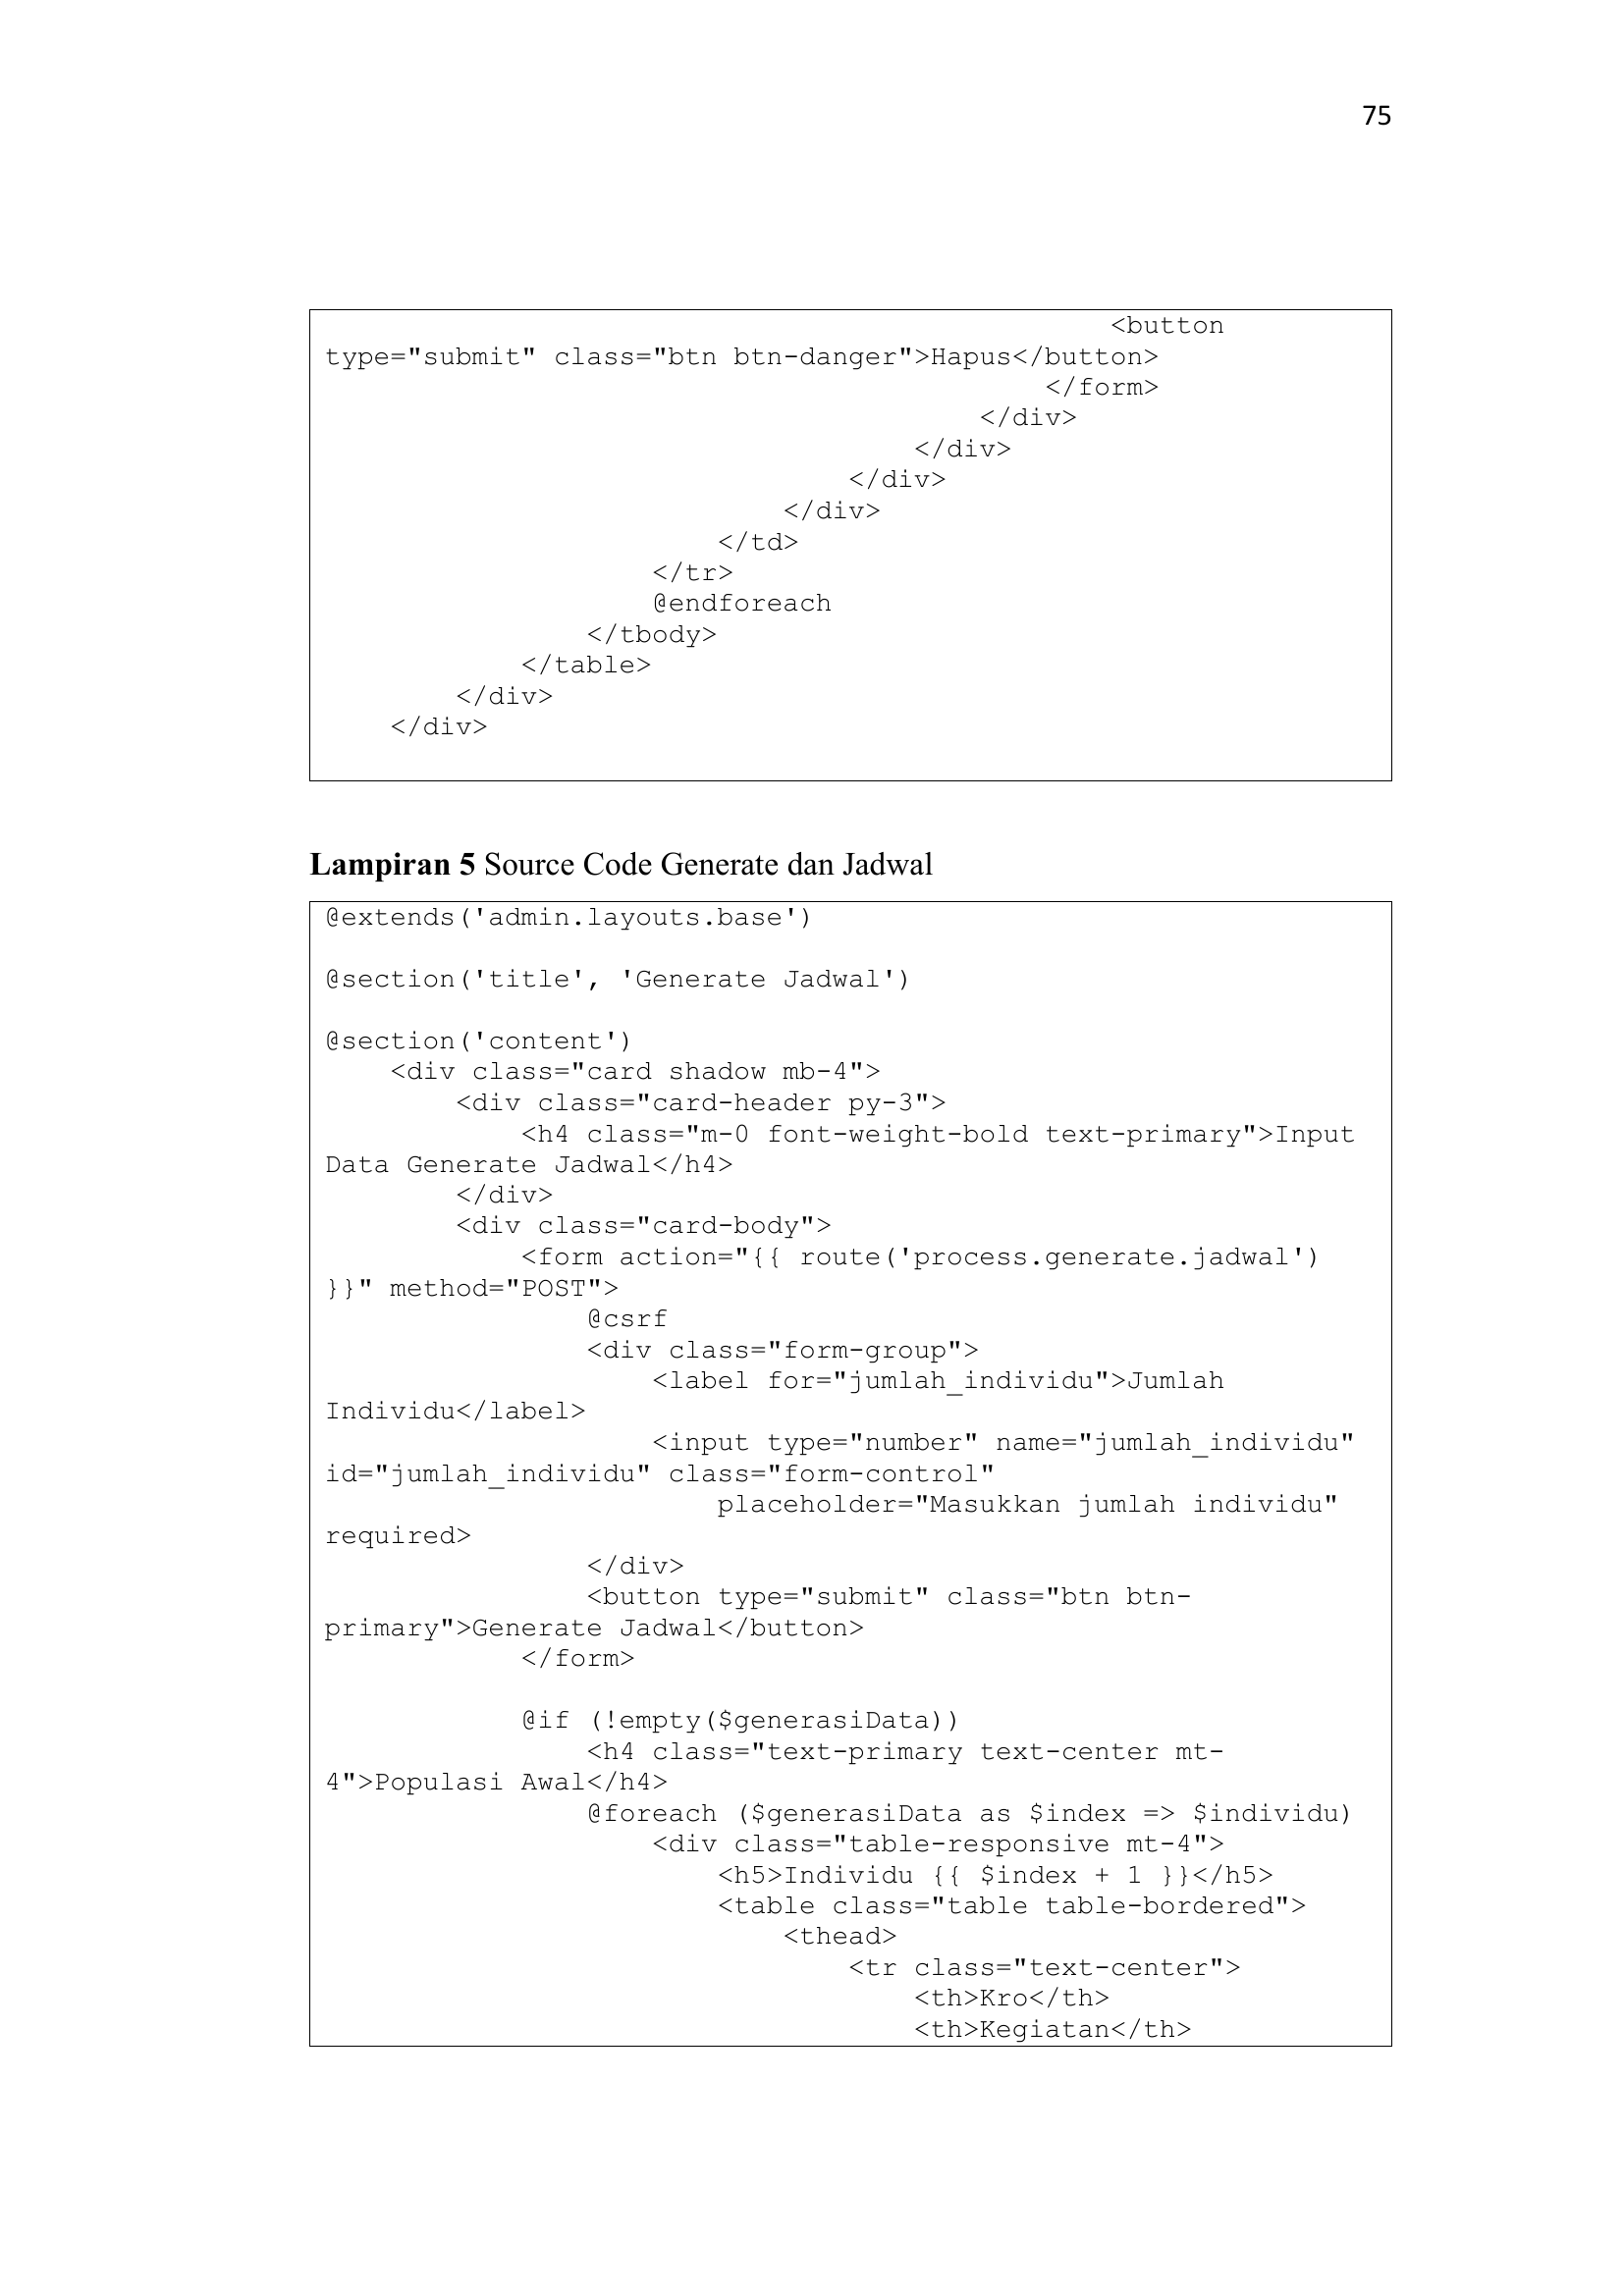 75
<button
type="submit" class="btn btn-danger">Hapus</button>
</form>
</div>
</div>
</div>
</div>
</td>
</tr>
@endforeach
</tbody>
</table>
</div>
</div>
Lampiran 5 Source Code Generate dan Jadwal
@extends('admin.layouts.base')
@section('title', 'Generate Jadwal')
@section('content')
<div class="card shadow mb-4">
<div class="card-header py-3">
<h4 class="m-0 font-weight-bold text-primary">Input
Data Generate Jadwal</h4>
</div>
<div class="card-body">
<form action="{{ route('process.generate.jadwal')
}}" method="POST">
@csrf
<div class="form-group">
<label for="jumlah_individu">Jumlah
Individu</label>
<input type="number" name="jumlah_individu"
id="jumlah_individu" class="form-control"
placeholder="Masukkan jumlah individu"
required>
</div>
<button type="submit" class="btn btn-
primary">Generate Jadwal</button>
</form>
@if (!empty($generasiData))
<h4 class="text-primary text-center mt-
4">Populasi Awal</h4>
@foreach ($generasiData as $index => $individu)
<div class="table-responsive mt-4">
<h5>Individu {{ $index + 1 }}</h5>
<table class="table table-bordered">
<thead>
<tr class="text-center">
<th>Kro</th>
<th>Kegiatan</th>